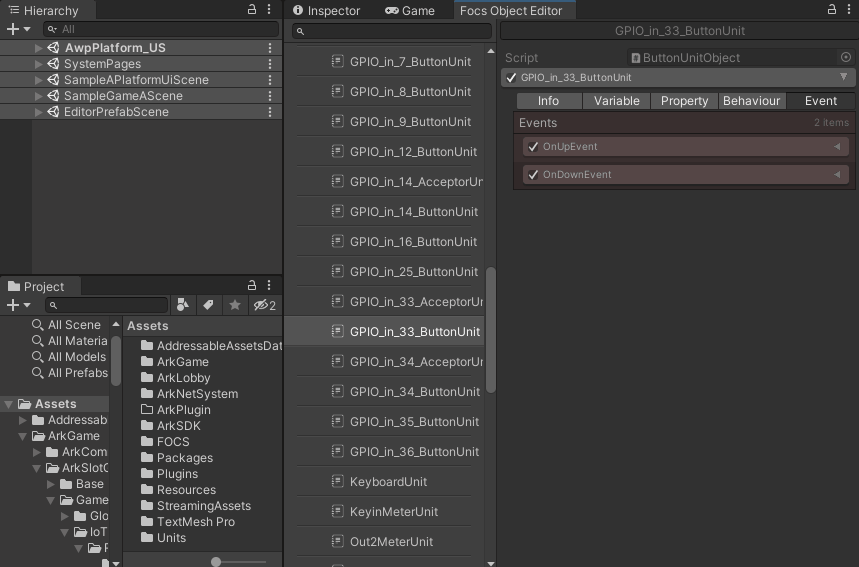 Hierarchy
All
AwpPlatform_US
SystemPages
SampleAPlatformUiScene
SampleGameAScene
EditorPrefabScene
Project
2
All Scene
All Materia
All Models
All Prefabs
Assets
Addressab
ArkGame
ArkCom
ArkSlotG
Base
Game
Glo
IoT
Assets
AddressableAssetsDat
ArkGame
ArkLobby
ArkNetSystem
ArkPlugin
ArkSDK
FOCS
Packages
Plugins
Resources
StreamingAssets
TextMesh Pro
Units
Inspector
Game
Focs Object Editor
GPIO_in_7_ButtonUnit
GPIO_in_8_ButtonUnit
GPIO_in_9_ButtonUnit
GPIO_in_12_ButtonUnit
GPIO_in_14_AcceptorUn
GPIO_in_14_ButtonUnit
GPIO_in_16_ButtonUnit
GPIO_in_25_ButtonUnit
GPIO_in_33_AcceptorUn
GPIO_in_33_ButtonUnit
GPIO_in_34_AcceptorUn
GPIO_in_34_ButtonUnit
GPIO_in_35_ButtonUnit
GPIO_in_36_ButtonUnit
KeyboardUnit
KeyinMeterUnit
Out2MeterUnit
GPIO_in_33_ButtonUnit
Script ButtonUnitObject
GPIO_in_33_ButtonUnit
Info Variable Property Behaviour Event
Events 2 items
OnUpEvent
OnDownEvent